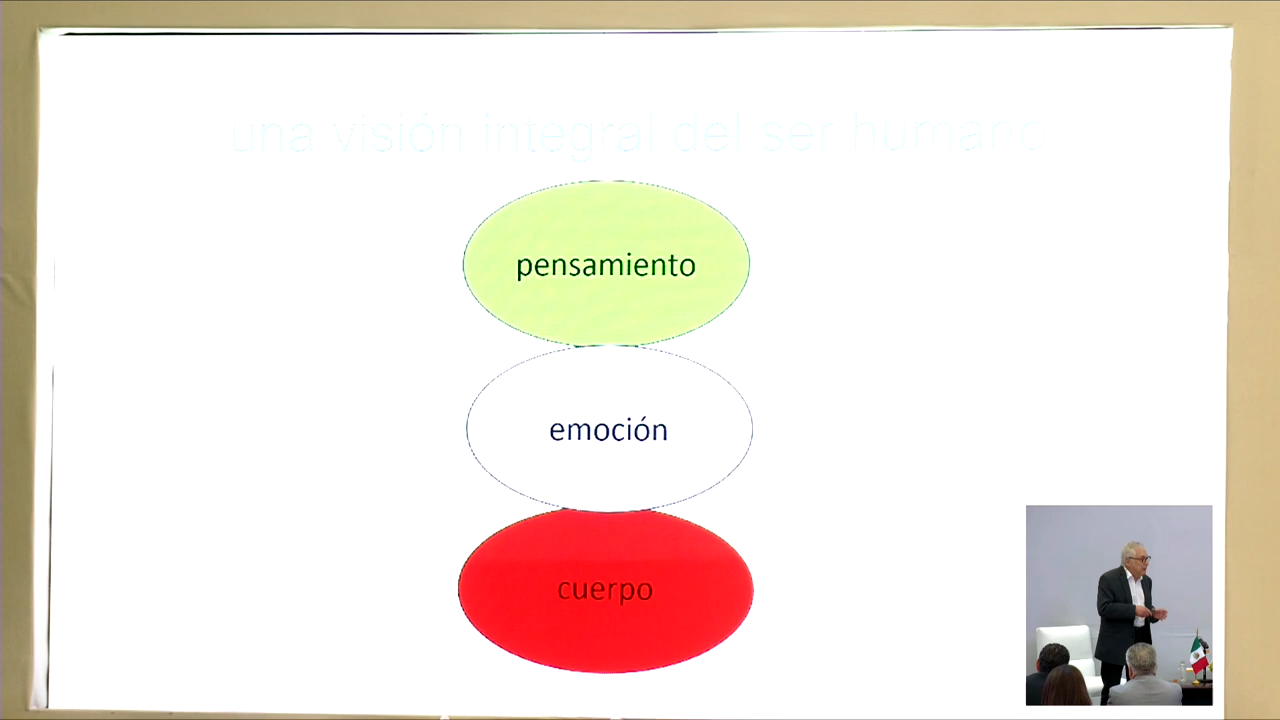 una visión integral del ser humano
pensamiento
emoción
cuerpo